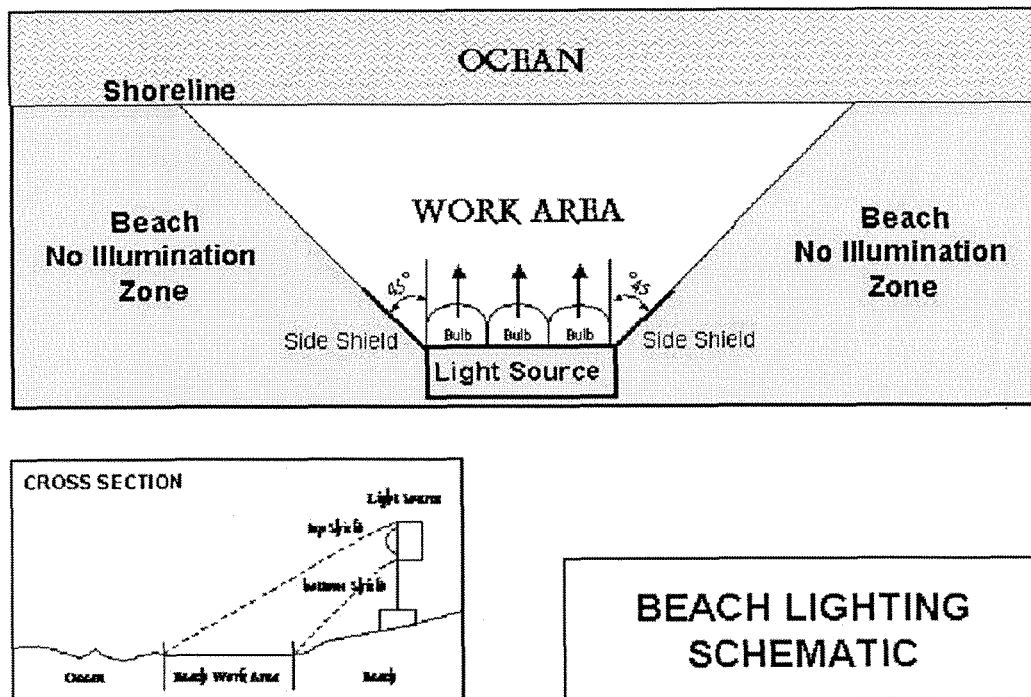 OCEAN
Shoreline
WORK AREA
Beach
No Illumination
Zone
Beach
No Illumination
Zone
45°
45°
Side Shield
Bulb
Bulb
Bulb
Side Shield
Light Source
CROSS SECTION
Light Source
Top Shield
Bottom Shield
Ocean
Beach Work Area
Beach
BEACH LIGHTING
SCHEMATIC